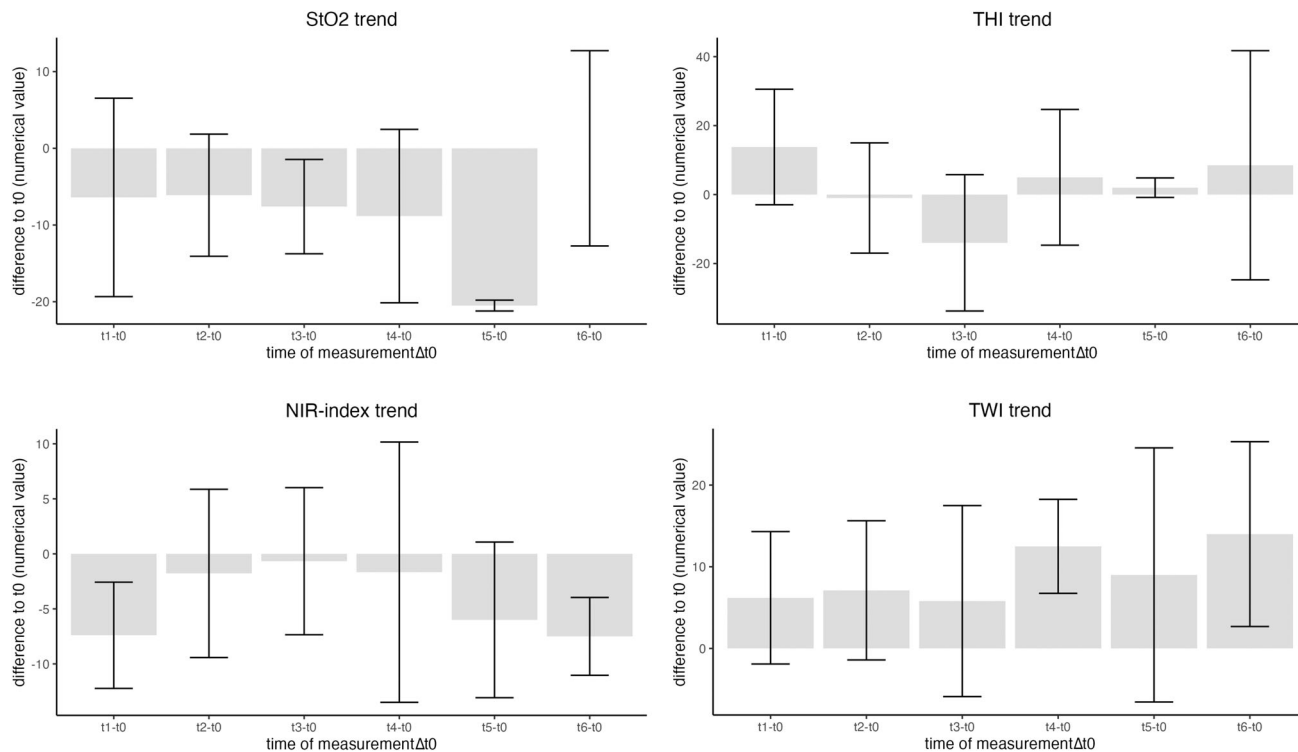 StO2 trend
difference to t0 (numerical value)
10
0
-10
-20
t1-t0 t2-t0 t3-t0 t4-t0 t5-t0 t6-t0
time of measurementΔt0
THI trend
difference to t0 (numerical value)
40
20
0
-20
t1-t0 t2-t0 t3-t0 t4-t0 t5-t0 t6-t0
time of measurementΔt0
NIR-index trend
difference to t0 (numerical value)
10
5
0
-5
-10
t1-t0 t2-t0 t3-t0 t4-t0 t5-t0 t6-t0
time of measurementΔt0
TWI trend
difference to t0 (numerical value)
20
10
0
t1-t0 t2-t0 t3-t0 t4-t0 t5-t0 t6-t0
time of measurementΔt0